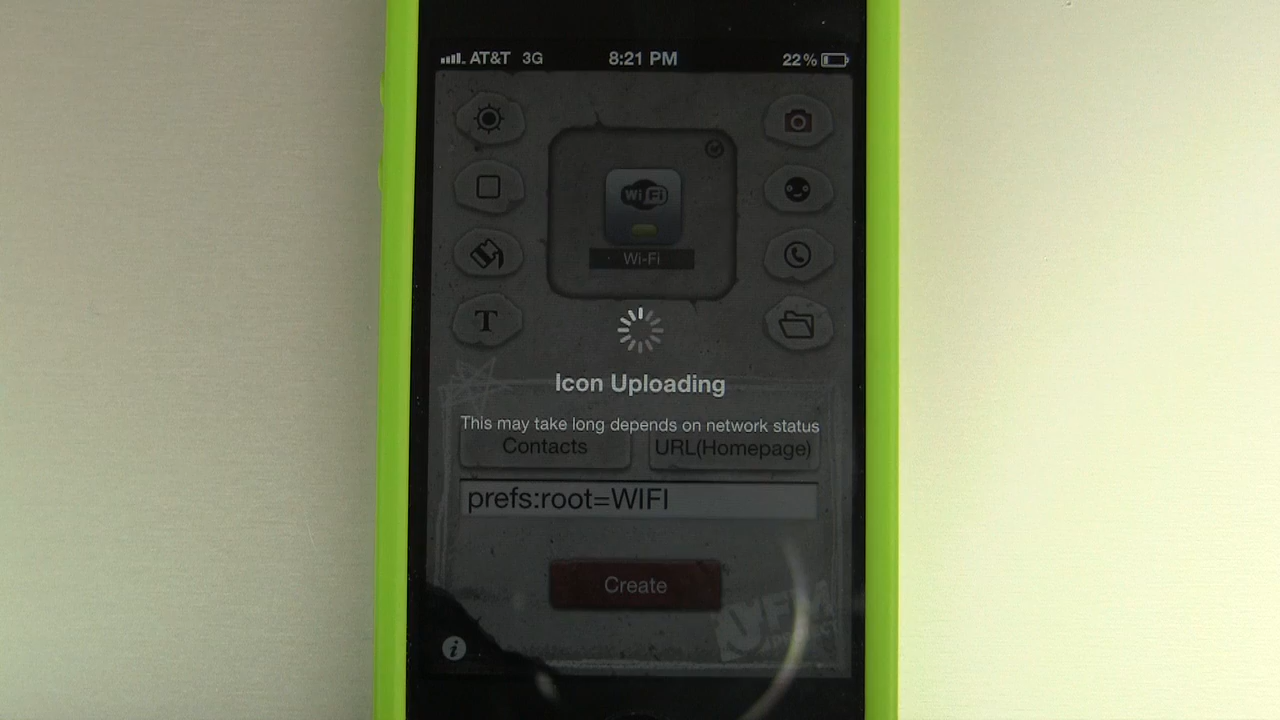 AT&T 3G 8:21 PM 22%
Wi Fi
Wi-Fi
T
Icon Uploading
This may take long depends on network status
Contacts URL(Homepage)
prefs:root=WIFI
Create
i